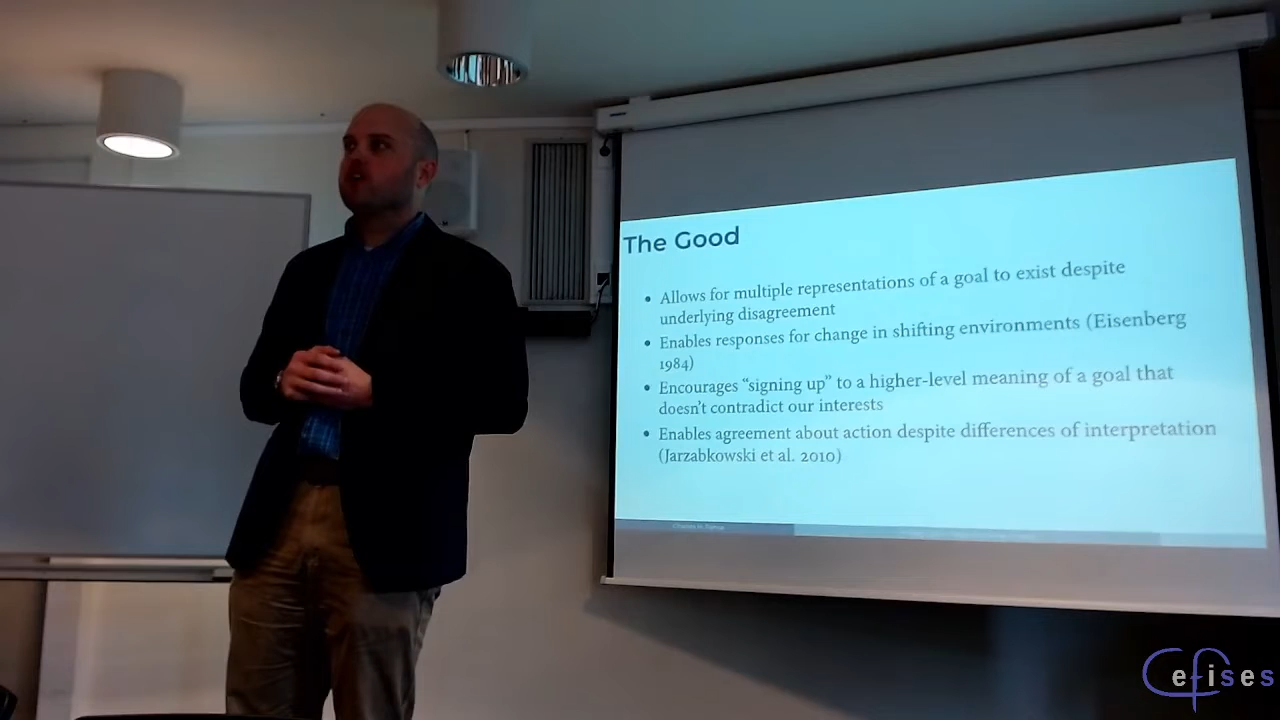 The Good
• Allows for multiple representations of a goal to exist despite
underlying disagreement
• Enables responses for change in shifting environments (Eisenberg
1984)
• Encourages “signing up” to a higher-level meaning of a goal that
doesn’t contradict our interests
• Enables agreement about action despite differences of interpretation
(Jarzabkowski et al. 2010)
Cefises